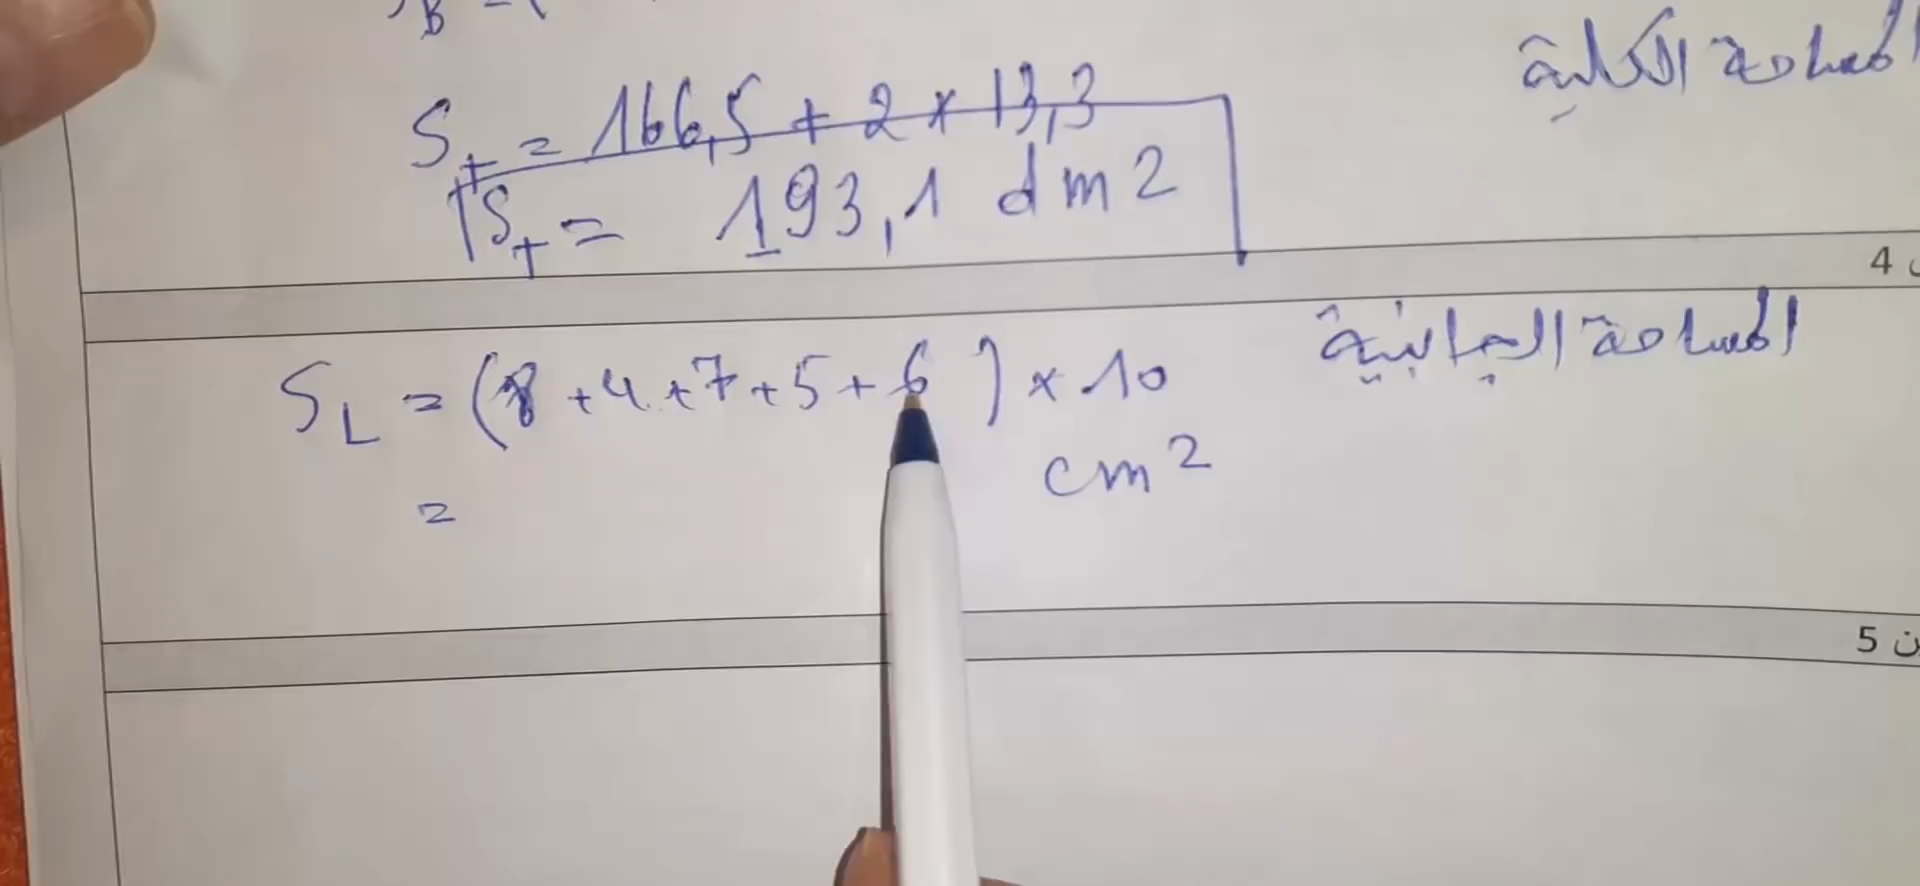 S_B = (
S_t = 166,5 + 2 × 13,3
المساحة الكلية
S_t = 193,1 dm2
4
S_L = (8 + 4 + 7 + 5 + 6 ) × 10
المساحة الجانبية
= cm²
5